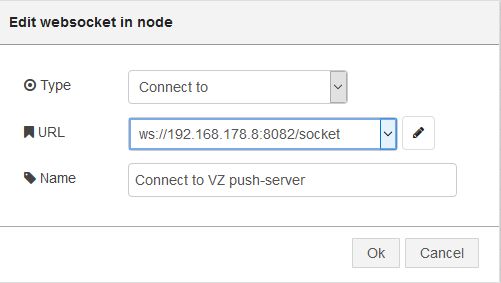 Edit websocket in node
Type Connect to
URL ws://192.168.178.8:8082/socket
Name Connect to VZ push-server
Ok Cancel